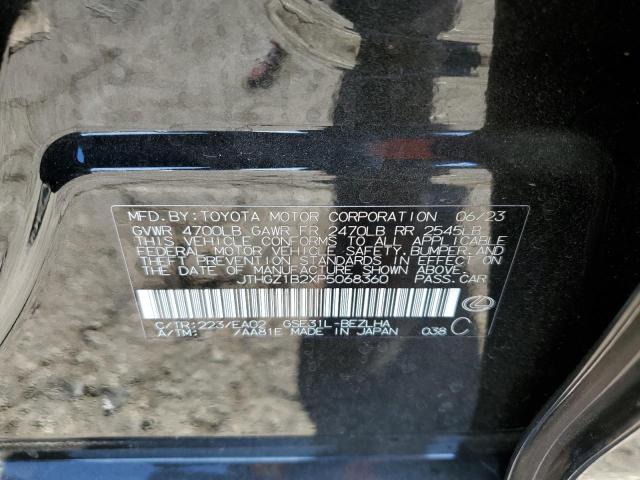 MFD. BY: TOYOTA MOTOR CORPORATION 06/23
GVWR 4700LB GAWR FR 2470LB RR 2545LB
THIS VEHICLE CONFORMS TO ALL APPLICABLE
FEDERAL MOTOR VEHICLE SAFETY, BUMPER, AND
THEFT PREVENTION STANDARDS IN EFFECT ON
THE DATE OF MANUFACTURE SHOWN ABOVE.
JTHGZ1B2XP5068360 PASS. CAR
C/TR: 223/EA02 GSE31L-BEZLHA
A/TM: /AA81E MADE IN JAPAN 038 C